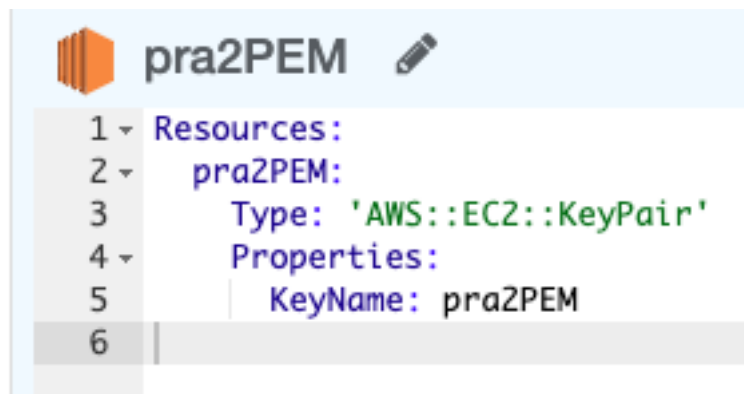 pra2PEM
1 Resources:
2 pra2PEM:
3 Type: 'AWS::EC2::KeyPair'
4 Properties:
5 KeyName: pra2PEM
6